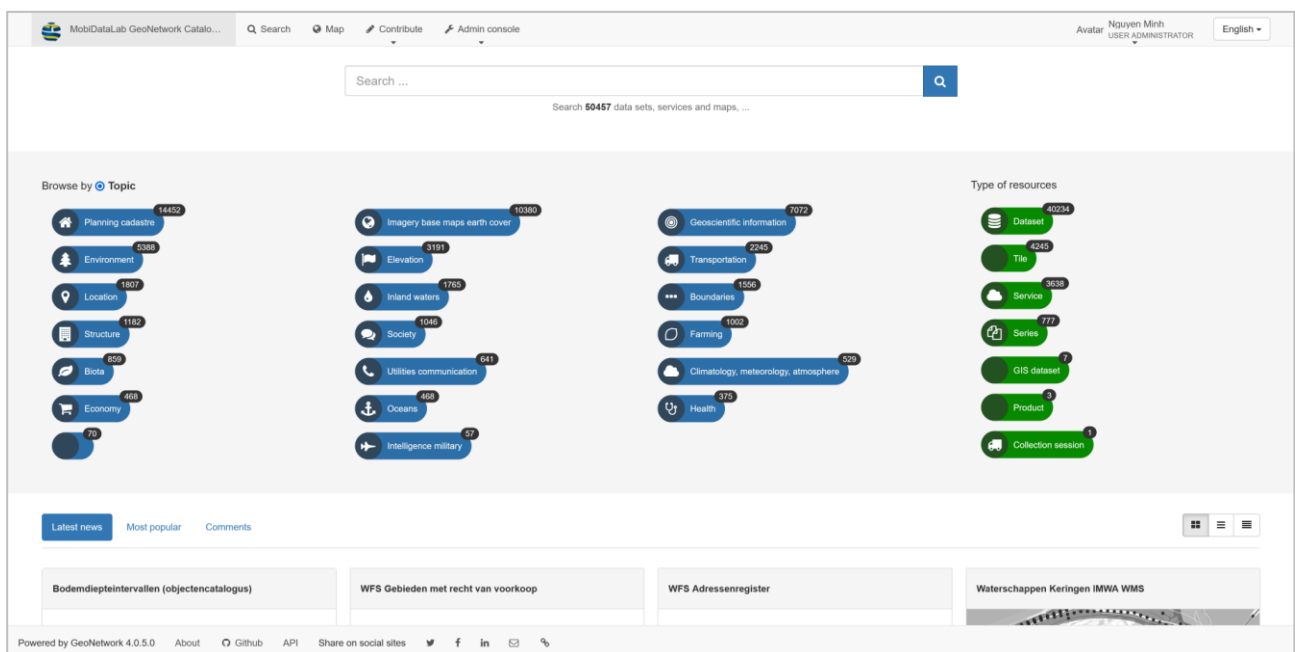 MobiDataLab GeoNetwork Catalo... Search Map Contribute Admin console Avatar Nguyen Minh USER ADMINISTRATOR English
Search ...
Search 50457 data sets, services and maps, ...
Browse by Topic
Type of resources
Planning cadastre 14452
Imagery base maps earth cover 10380
Geoscientific information 7072
Dataset 40234
Environment 5388
Elevation 3191
Transportation 2245
Tile 4245
Location 1807
Inland waters 1765
Boundaries 1556
Service 3638
Structure 1182
Society 1046
Farming 1002
Series 777
Biota 859
Utilities communication 641
Climatology, meteorology, atmosphere 529
GIS dataset 7
Economy 468
Oceans 468
Health 375
Product 3
70
Intelligence military 57
Collection session 1
Latest news Most popular Comments
Bodemdiepteintervallen (objectencatalogus)
WFS Gebieden met recht van voorkoop
WFS Adressenregister
Waterschappen Keringen IMWA WMS
Powered by GeoNetwork 4.0.5.0 About Github API Share on social sites